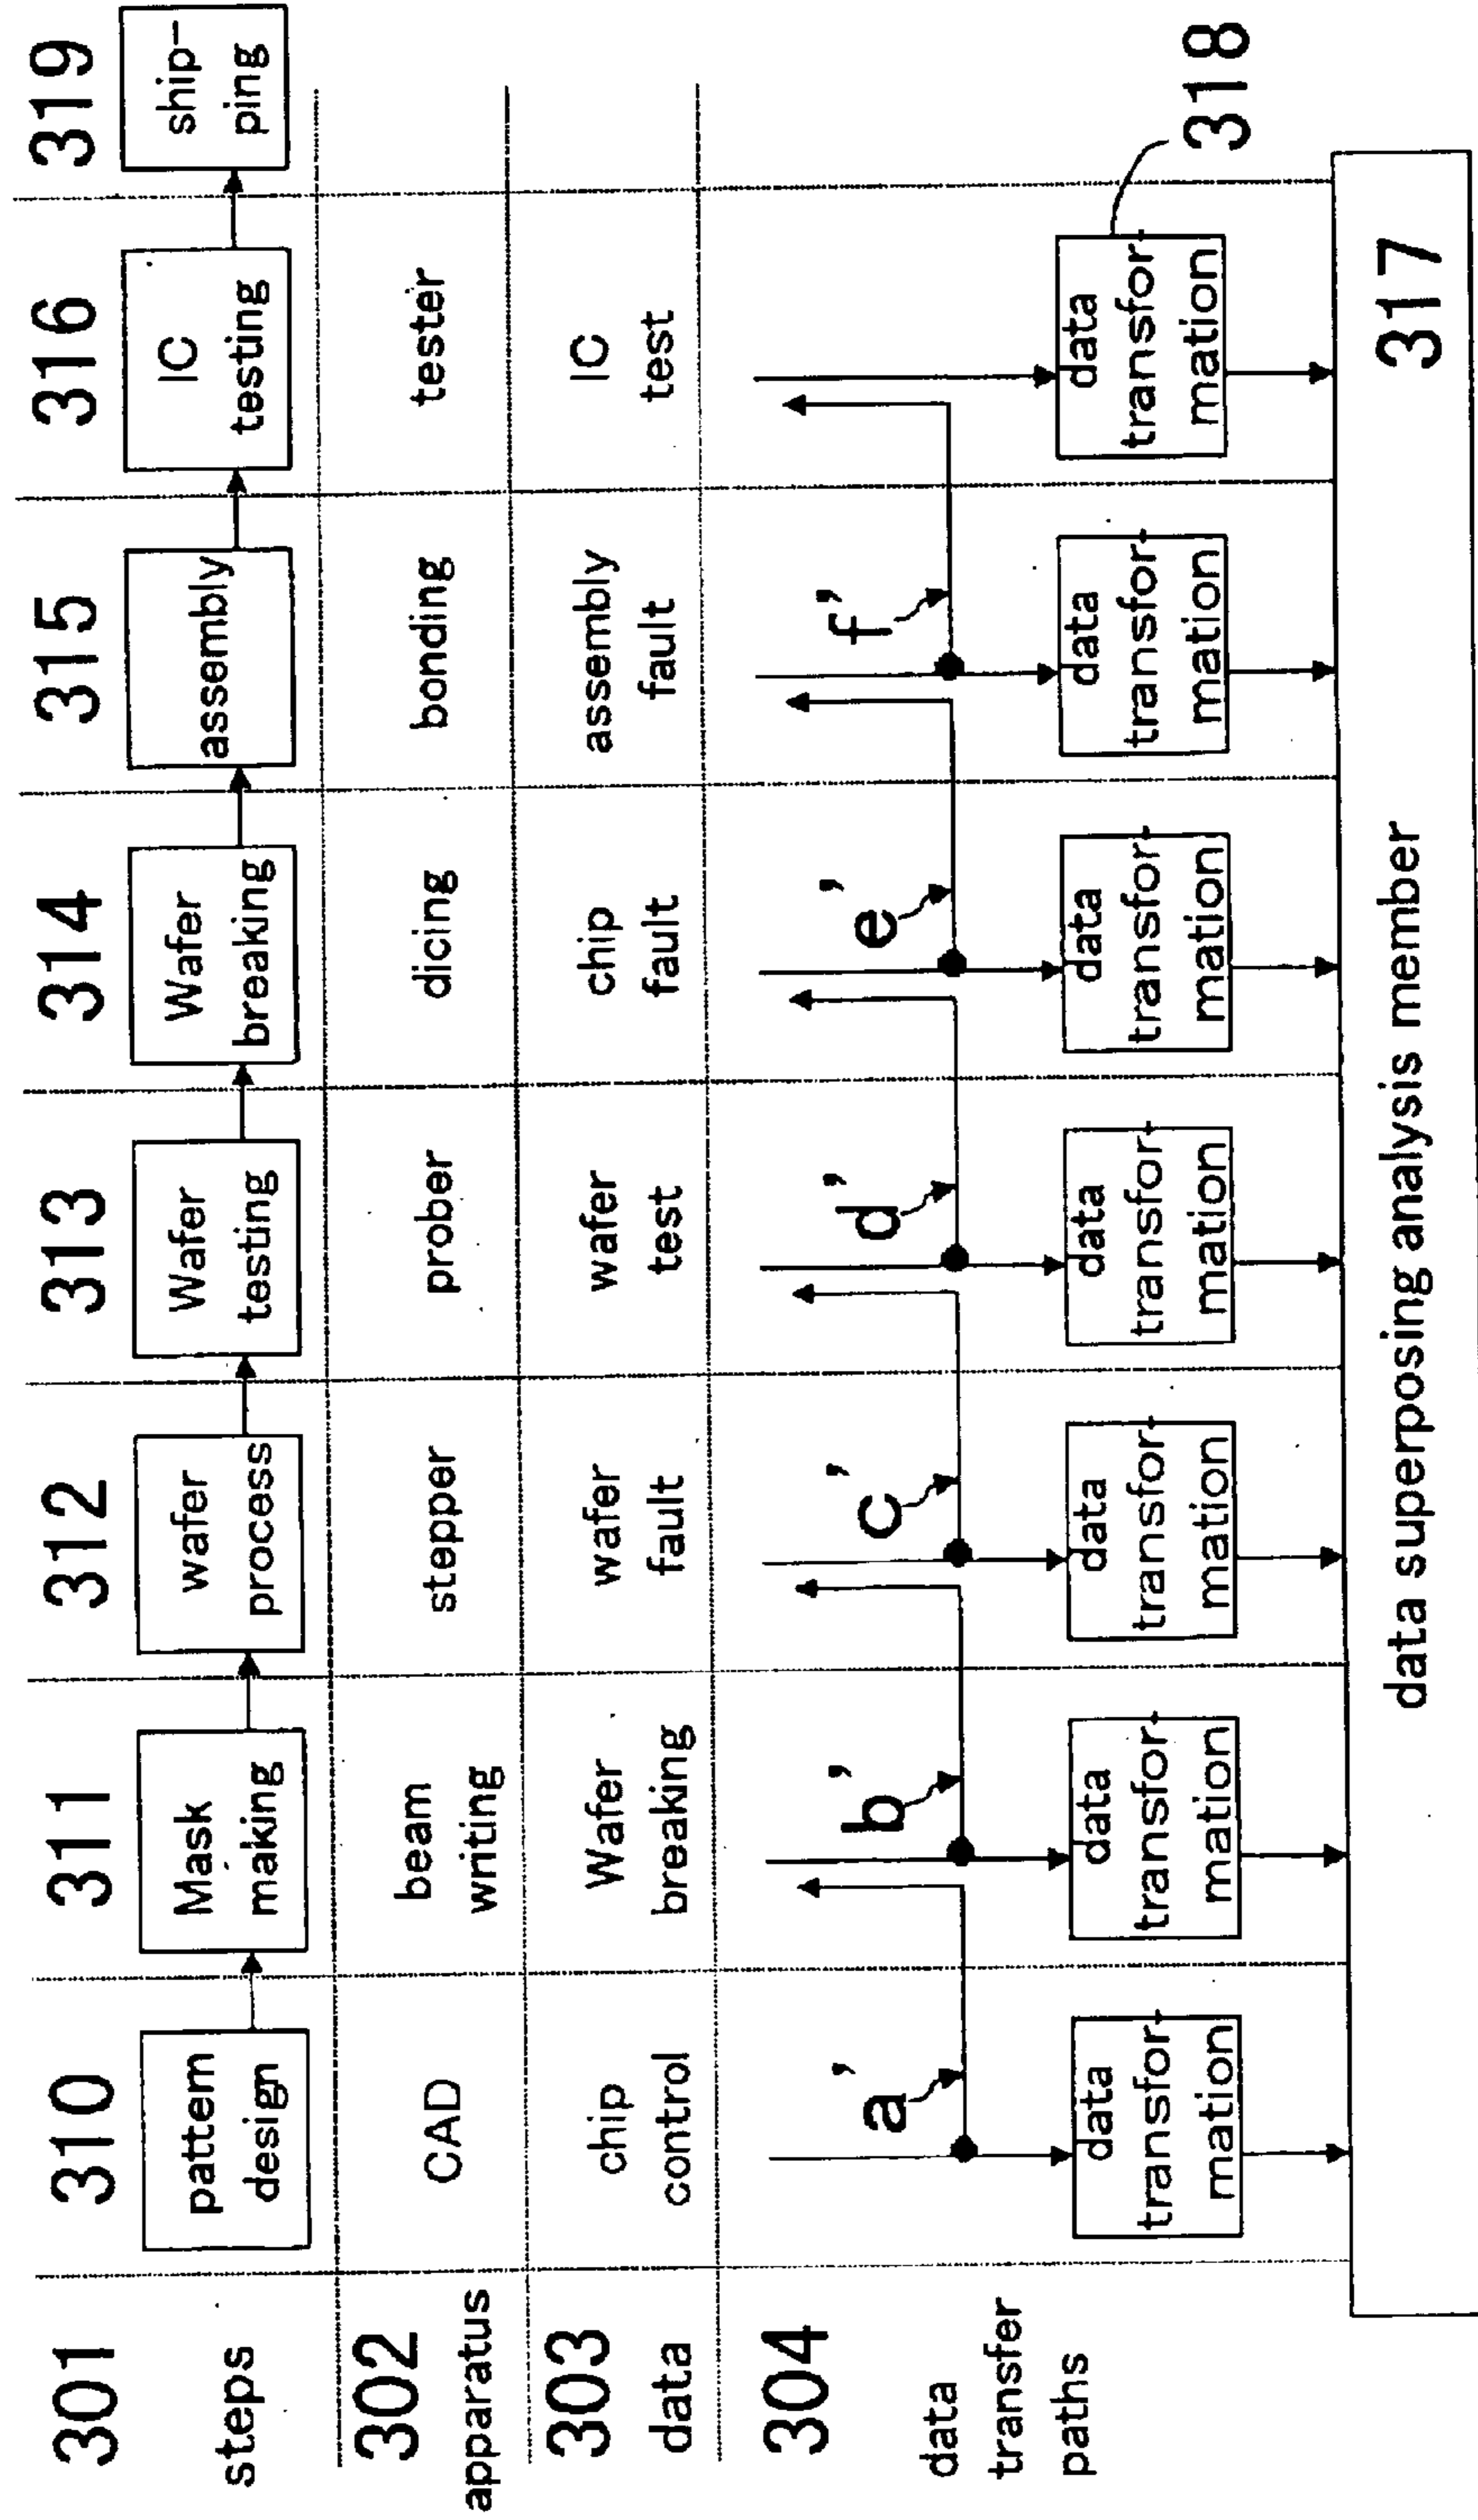 301
310
311
312
313
314
315
316
319
steps
pattem
design
Mask
making
wafer
process
Wafer
testing
Wafer
breaking
assembly
IC
testing
ship-
ping
302
apparatus
CAD
beam
writing
stepper
prober
dicing
bonding
tester
303
data
chip
control
Wafer
breaking
wafer
fault
wafer
test
chip
fault
assembly
fault
IC
test
304
data
transfer
paths
a'
b'
c'
d'
e'
f'
data
transfor-
mation
data
transfor-
mation
data
transfor-
mation
data
transfor-
mation
data
transfor-
mation
data
transfor-
mation
data
transfor-
mation
318
data superposing analysis member
317